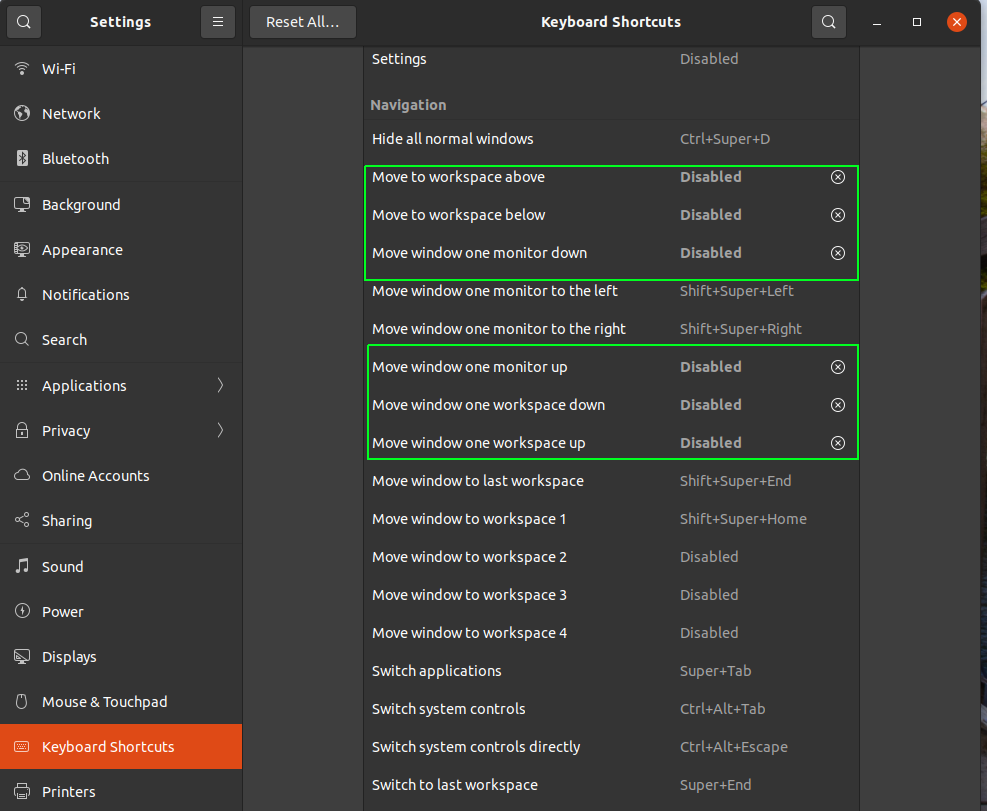 Settings
Reset All…
Keyboard Shortcuts
Wi-Fi
Network
Bluetooth
Background
Appearance
Notifications
Search
Applications
Privacy
Online Accounts
Sharing
Sound
Power
Displays
Mouse & Touchpad
Keyboard Shortcuts
Printers
Settings Disabled
Navigation
Hide all normal windows Ctrl+Super+D
Move to workspace above Disabled
Move to workspace below Disabled
Move window one monitor down Disabled
Move window one monitor to the left Shift+Super+Left
Move window one monitor to the right Shift+Super+Right
Move window one monitor up Disabled
Move window one workspace down Disabled
Move window one workspace up Disabled
Move window to last workspace Shift+Super+End
Move window to workspace 1 Shift+Super+Home
Move window to workspace 2 Disabled
Move window to workspace 3 Disabled
Move window to workspace 4 Disabled
Switch applications Super+Tab
Switch system controls Ctrl+Alt+Tab
Switch system controls directly Ctrl+Alt+Escape
Switch to last workspace Super+End